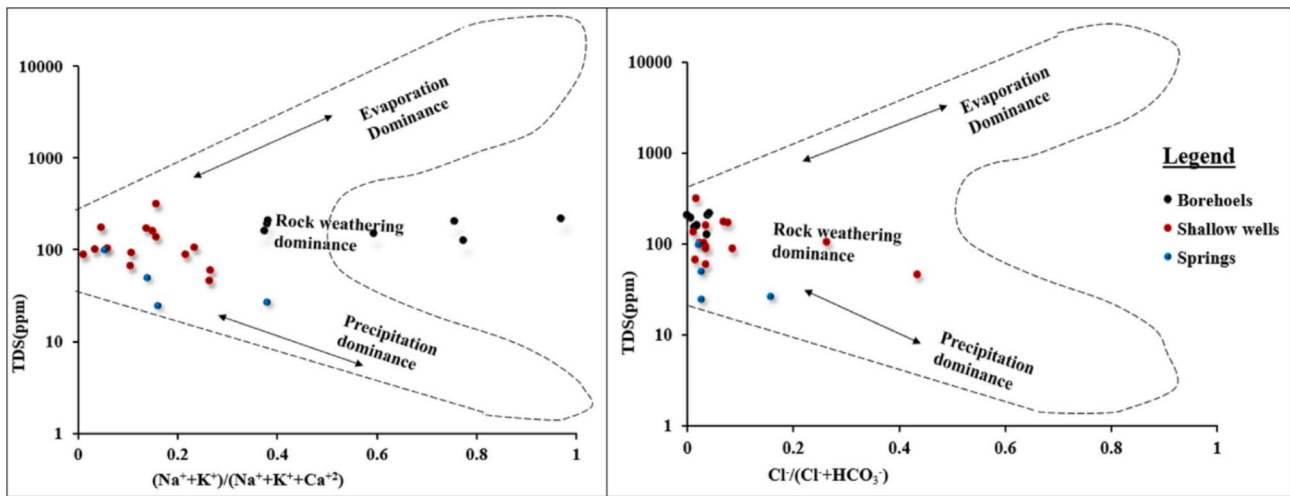 10000
1000
100
10
1
TDS(ppm)
0
0.2
0.4
0.6
0.8
1
(Na⁺+K⁺)/(Na⁺+K⁺+Ca⁺²)
Evaporation
Dominance
Rock weathering
dominance
Precipitation
dominance
10000
1000
100
10
1
TDS(ppm)
0
0.2
0.4
0.6
0.8
1
Cl⁻/(Cl⁻+HCO₃⁻)
Evaporation
Dominance
Rock weathering
dominance
Precipitation
dominance
Legend
Borehoels
Shallow wells
Springs